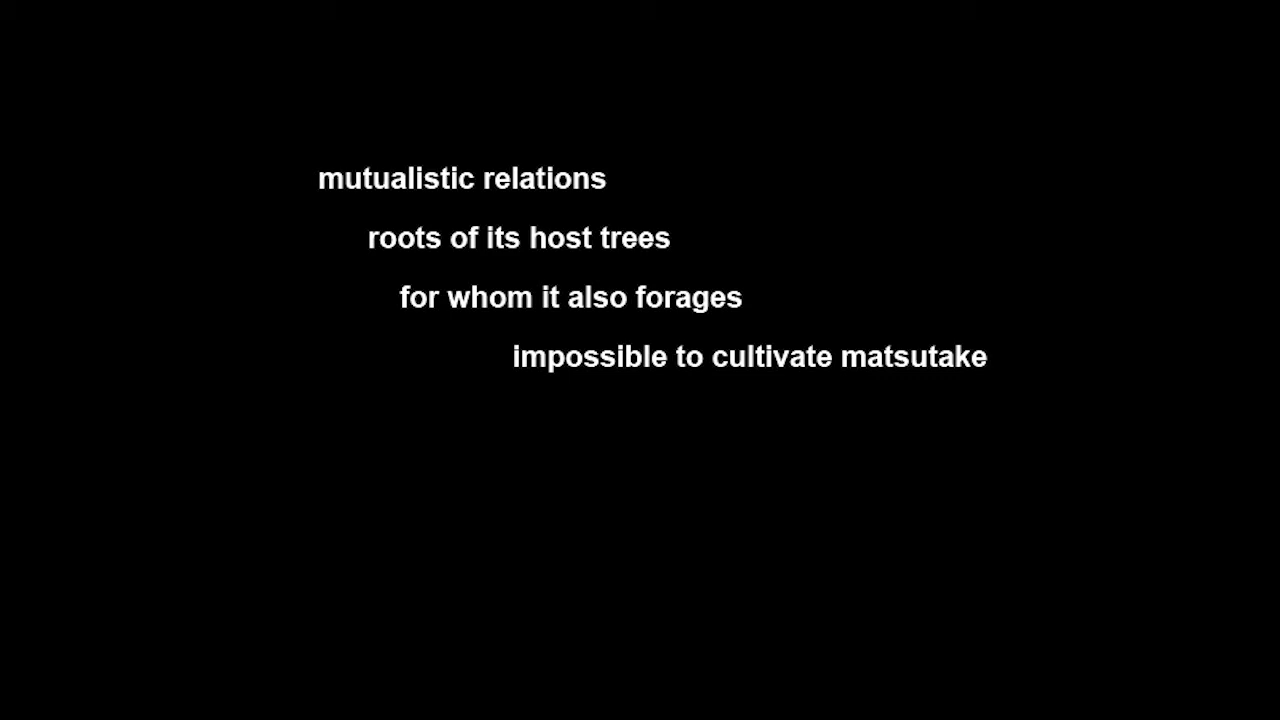 mutualistic relations
roots of its host trees
for whom it also forages
impossible to cultivate matsutake